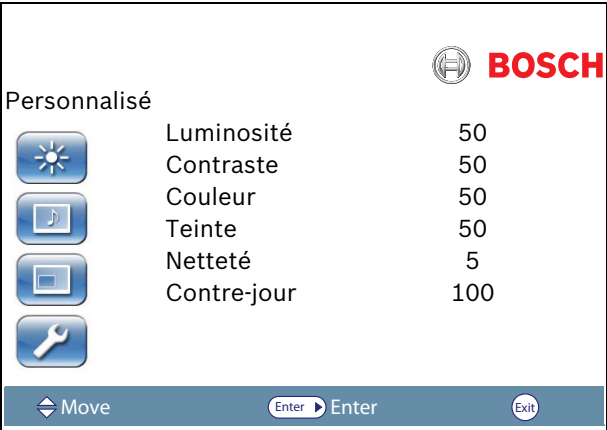 BOSCH
Personnalisé
Luminosité 50
Contraste 50
Couleur 50
Teinte 50
Netteté 5
Contre-jour 100
Move Enter Enter Exit